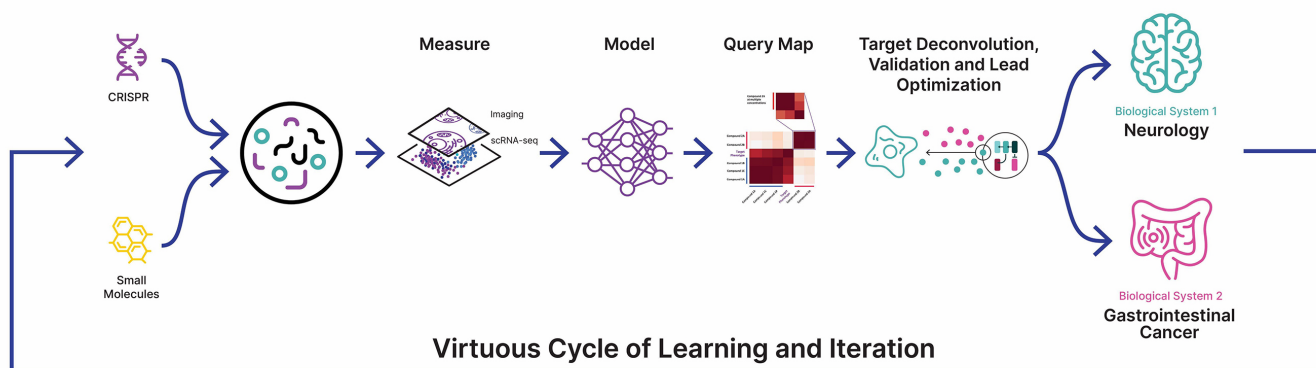 CRISPR
Small
Molecules
Measure
Imaging
scRNA-seq
Model
Query Map
Target Deconvolution,
Validation and Lead
Optimization
Biological System 1
Neurology
Biological System 2
Gastrointestinal
Cancer
Virtuous Cycle of Learning and Iteration